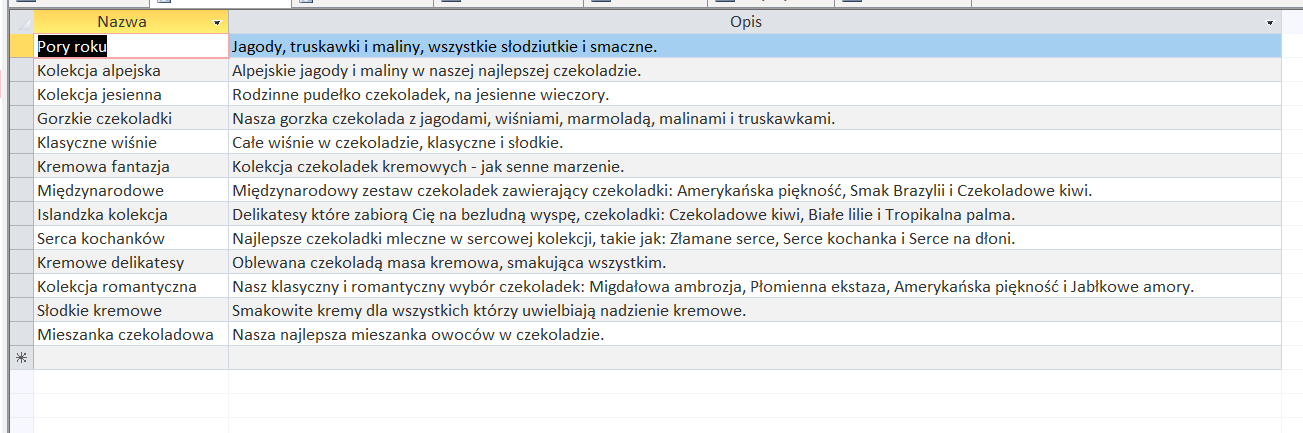 Nazwa Opis
Pory roku Jagody, truskawki i maliny, wszystkie słodziutkie i smaczne.
Kolekcja alpejska Alpejskie jagody i maliny w naszej najlepszej czekoladzie.
Kolekcja jesienna Rodzinne pudełko czekoladek, na jesienne wieczory.
Gorzkie czekoladki Nasza gorzka czekolada z jagodami, wiśniami, marmoladą, malinami i truskawkami.
Klasyczne wiśnie Całe wiśnie w czekoladzie, klasyczne i słodkie.
Kremowa fantazja Kolekcja czekoladek kremowych - jak senne marzenie.
Międzynarodowe Międzynarodowy zestaw czekoladek zawierający czekoladki: Amerykańska piękność, Smak Brazylii i Czekoladowe kiwi.
Islandzka kolekcja Delikatesy które zabiorą Cię na bezludną wyspę, czekoladki: Czekoladowe kiwi, Białe lilie i Tropikalna palma.
Serca kochanków Najlepsze czekoladki mleczne w sercowej kolekcji, takie jak: Złamane serce, Serce kochanka i Serce na dłoni.
Kremowe delikatesy Oblewana czekoladą masa kremowa, smakująca wszystkim.
Kolekcja romantyczna Nasz klasyczny i romantyczny wybór czekoladek: Migdałowa ambrozja, Płomienna ekstaza, Amerykańska piękność i Jabłkowe amory.
Słodkie kremowe Smakowite kremy dla wszystkich którzy uwielbiają nadzienie kremowe.
Mieszanka czekoladowa Nasza najlepsza mieszanka owoców w czekoladzie.